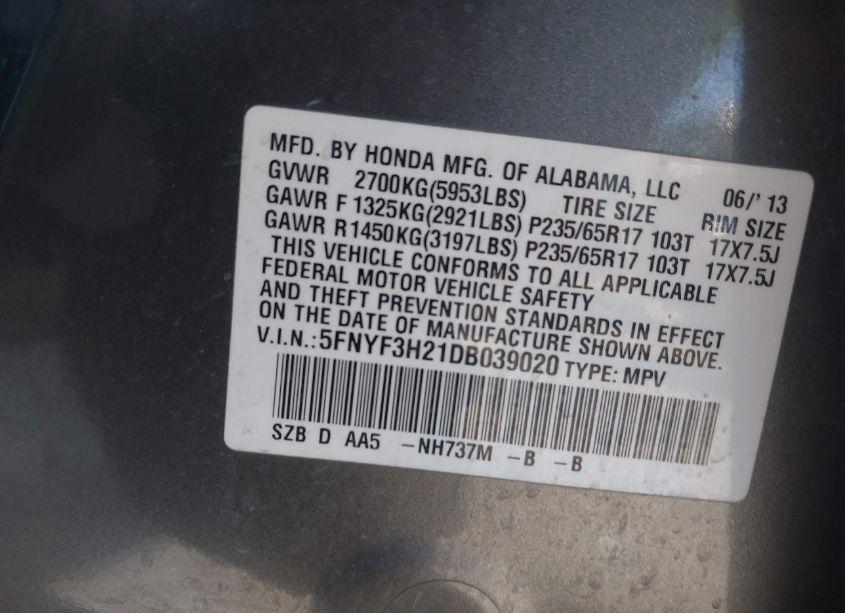 MFD. BY HONDA MFG. OF ALABAMA, LLC 06/'13
GVWR 2700KG(5953LBS) TIRE SIZE RIM SIZE
GAWR F 1325KG(2921LBS) P235/65R17 103T 17X7.5J
GAWR R1450KG(3197LBS) P235/65R17 103T 17X7.5J
THIS VEHICLE CONFORMS TO ALL APPLICABLE
FEDERAL MOTOR VEHICLE SAFETY
AND THEFT PREVENTION STANDARDS IN EFFECT
ON THE DATE OF MANUFACTURE SHOWN ABOVE.
V.I.N.:5FNYF3H21DB039020 TYPE: MPV
SZB D AA5 -NH737M -B -B